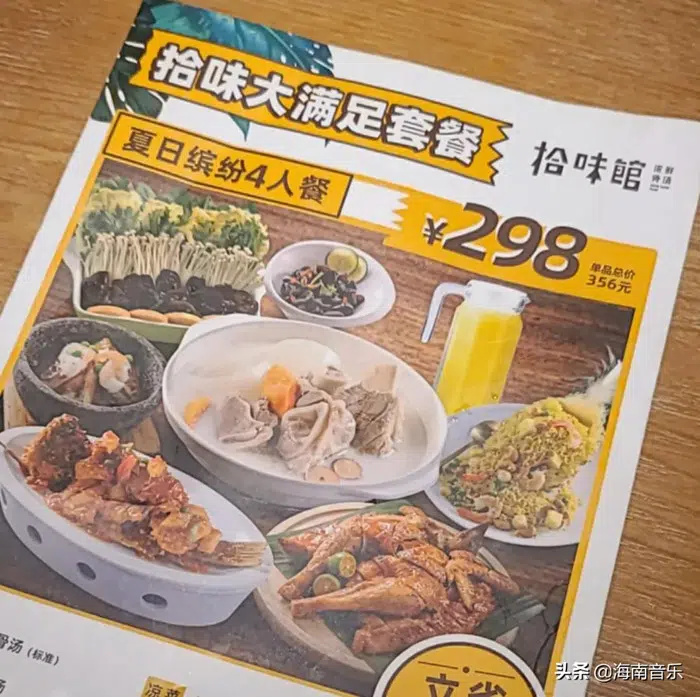 拾味大满足套餐
夏日缤纷4人餐
拾味館
¥298
单品总价
356元
骨汤（标准）
汤
凉菜
立省
头条 @海南音乐